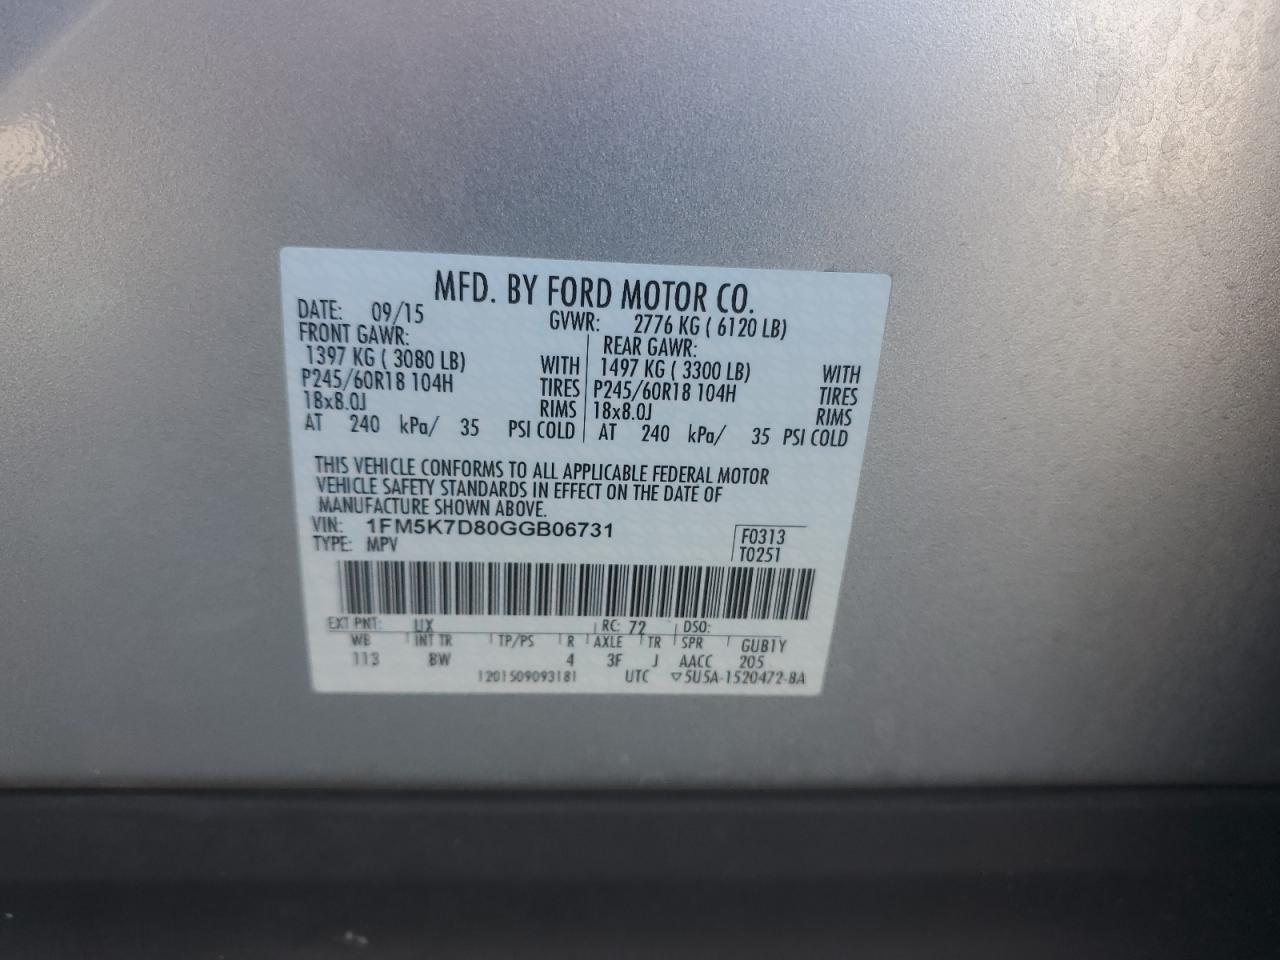 MFD. BY FORD MOTOR CO.
DATE: 09/15 GVWR: 2776 KG ( 6120 LB)
FRONT GAWR: REAR GAWR:
1397 KG ( 3080 LB) WITH 1497 KG ( 3300 LB) WITH
P245/60R18 104H TIRES P245/60R18 104H TIRES
18x8.0J RIMS 18x8.0J RIMS
AT 240 kPa/ 35 PSI COLD AT 240 kPa/ 35 PSI COLD
THIS VEHICLE CONFORMS TO ALL APPLICABLE FEDERAL MOTOR
VEHICLE SAFETY STANDARDS IN EFFECT ON THE DATE OF
MANUFACTURE SHOWN ABOVE.
VIN: 1FM5K7D80GGB06731 F0313
TYPE: MPV T0251
EXT PNT: UX RC: 72 DSO:
WB INT TR TP/PS R AXLE TR SPR GUB1Y
113 BW 4 3F J AACC 205
1201509093181 UTC ▽5U5A-1520472-BA